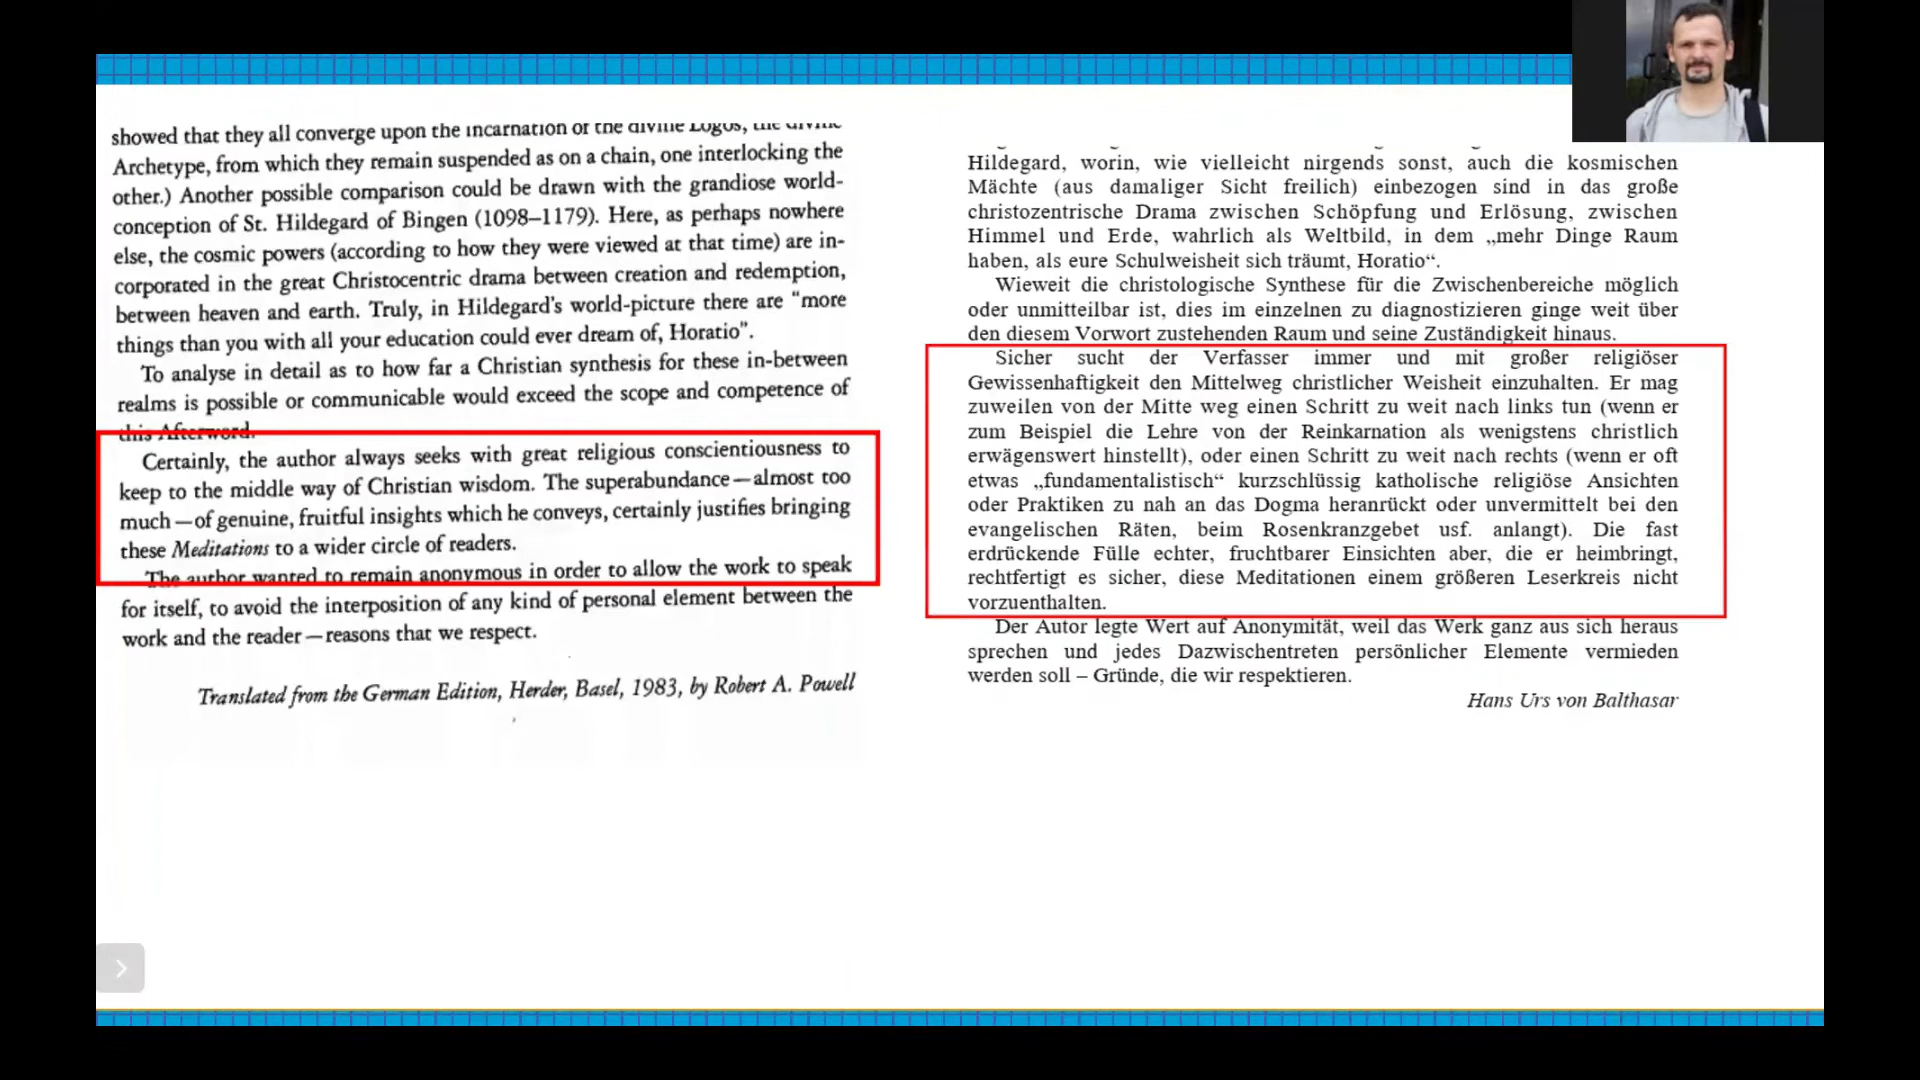 showed that they all converge upon the incarnation of the divine Logos, the divine
Archetype, from which they remain suspended as on a chain, one interlocking the
other.) Another possible comparison could be drawn with the grandiose world-
conception of St. Hildegard of Bingen (1098–1179). Here, as perhaps nowhere
else, the cosmic powers (according to how they were viewed at that time) are in-
corporated in the great Christocentric drama between creation and redemption,
between heaven and earth. Truly, in Hildegard's world-picture there are "more
things than you with all your education could ever dream of, Horatio".
To analyse in detail as to how far a Christian synthesis for these in-between
realms is possible or communicable would exceed the scope and competence of
this Afterword.
Certainly, the author always seeks with great religious conscientiousness to
keep to the middle way of Christian wisdom. The superabundance—almost too
much—of genuine, fruitful insights which he conveys, certainly justifies bringing
these Meditations to a wider circle of readers.
The author wanted to remain anonymous in order to allow the work to speak
for itself, to avoid the interposition of any kind of personal element between the
work and the reader—reasons that we respect.
Translated from the German Edition, Herder, Basel, 1983, by Robert A. Powell
Hildegard, worin, wie vielleicht nirgends sonst, auch die kosmischen
Mächte (aus damaliger Sicht freilich) einbezogen sind in das große
christozentrische Drama zwischen Schöpfung und Erlösung, zwischen
Himmel und Erde, wahrlich als Weltbild, in dem „mehr Dinge Raum
haben, als eure Schulweisheit sich träumt, Horatio“.
Wieweit die christologische Synthese für die Zwischenbereiche möglich
oder unmitteilbar ist, dies im einzelnen zu diagnostizieren ginge weit über
den diesem Vorwort zustehenden Raum und seine Zuständigkeit hinaus.
Sicher sucht der Verfasser immer und mit großer religiöser
Gewissenhaftigkeit den Mittelweg christlicher Weisheit einzuhalten. Er mag
zuweilen von der Mitte weg einen Schritt zu weit nach links tun (wenn er
zum Beispiel die Lehre von der Reinkarnation als wenigstens christlich
erwägenswert hinstellt), oder einen Schritt zu weit nach rechts (wenn er oft
etwas „fundamentalistisch“ kurzschlüssig katholische religiöse Ansichten
oder Praktiken zu nah an das Dogma heranrückt oder unvermittelt bei den
evangelischen Räten, beim Rosenkranzgebet usf. anlangt). Die fast
erdrückende Fülle echter, fruchtbarer Einsichten aber, die er heimbringt,
rechtfertigt es sicher, diese Meditationen einem größeren Leserkreis nicht
vorzuenthalten.
Der Autor legte Wert auf Anonymität, weil das Werk ganz aus sich heraus
sprechen und jedes Dazwischentreten persönlicher Elemente vermieden
werden soll – Gründe, die wir respektieren.
Hans Urs von Balthasar